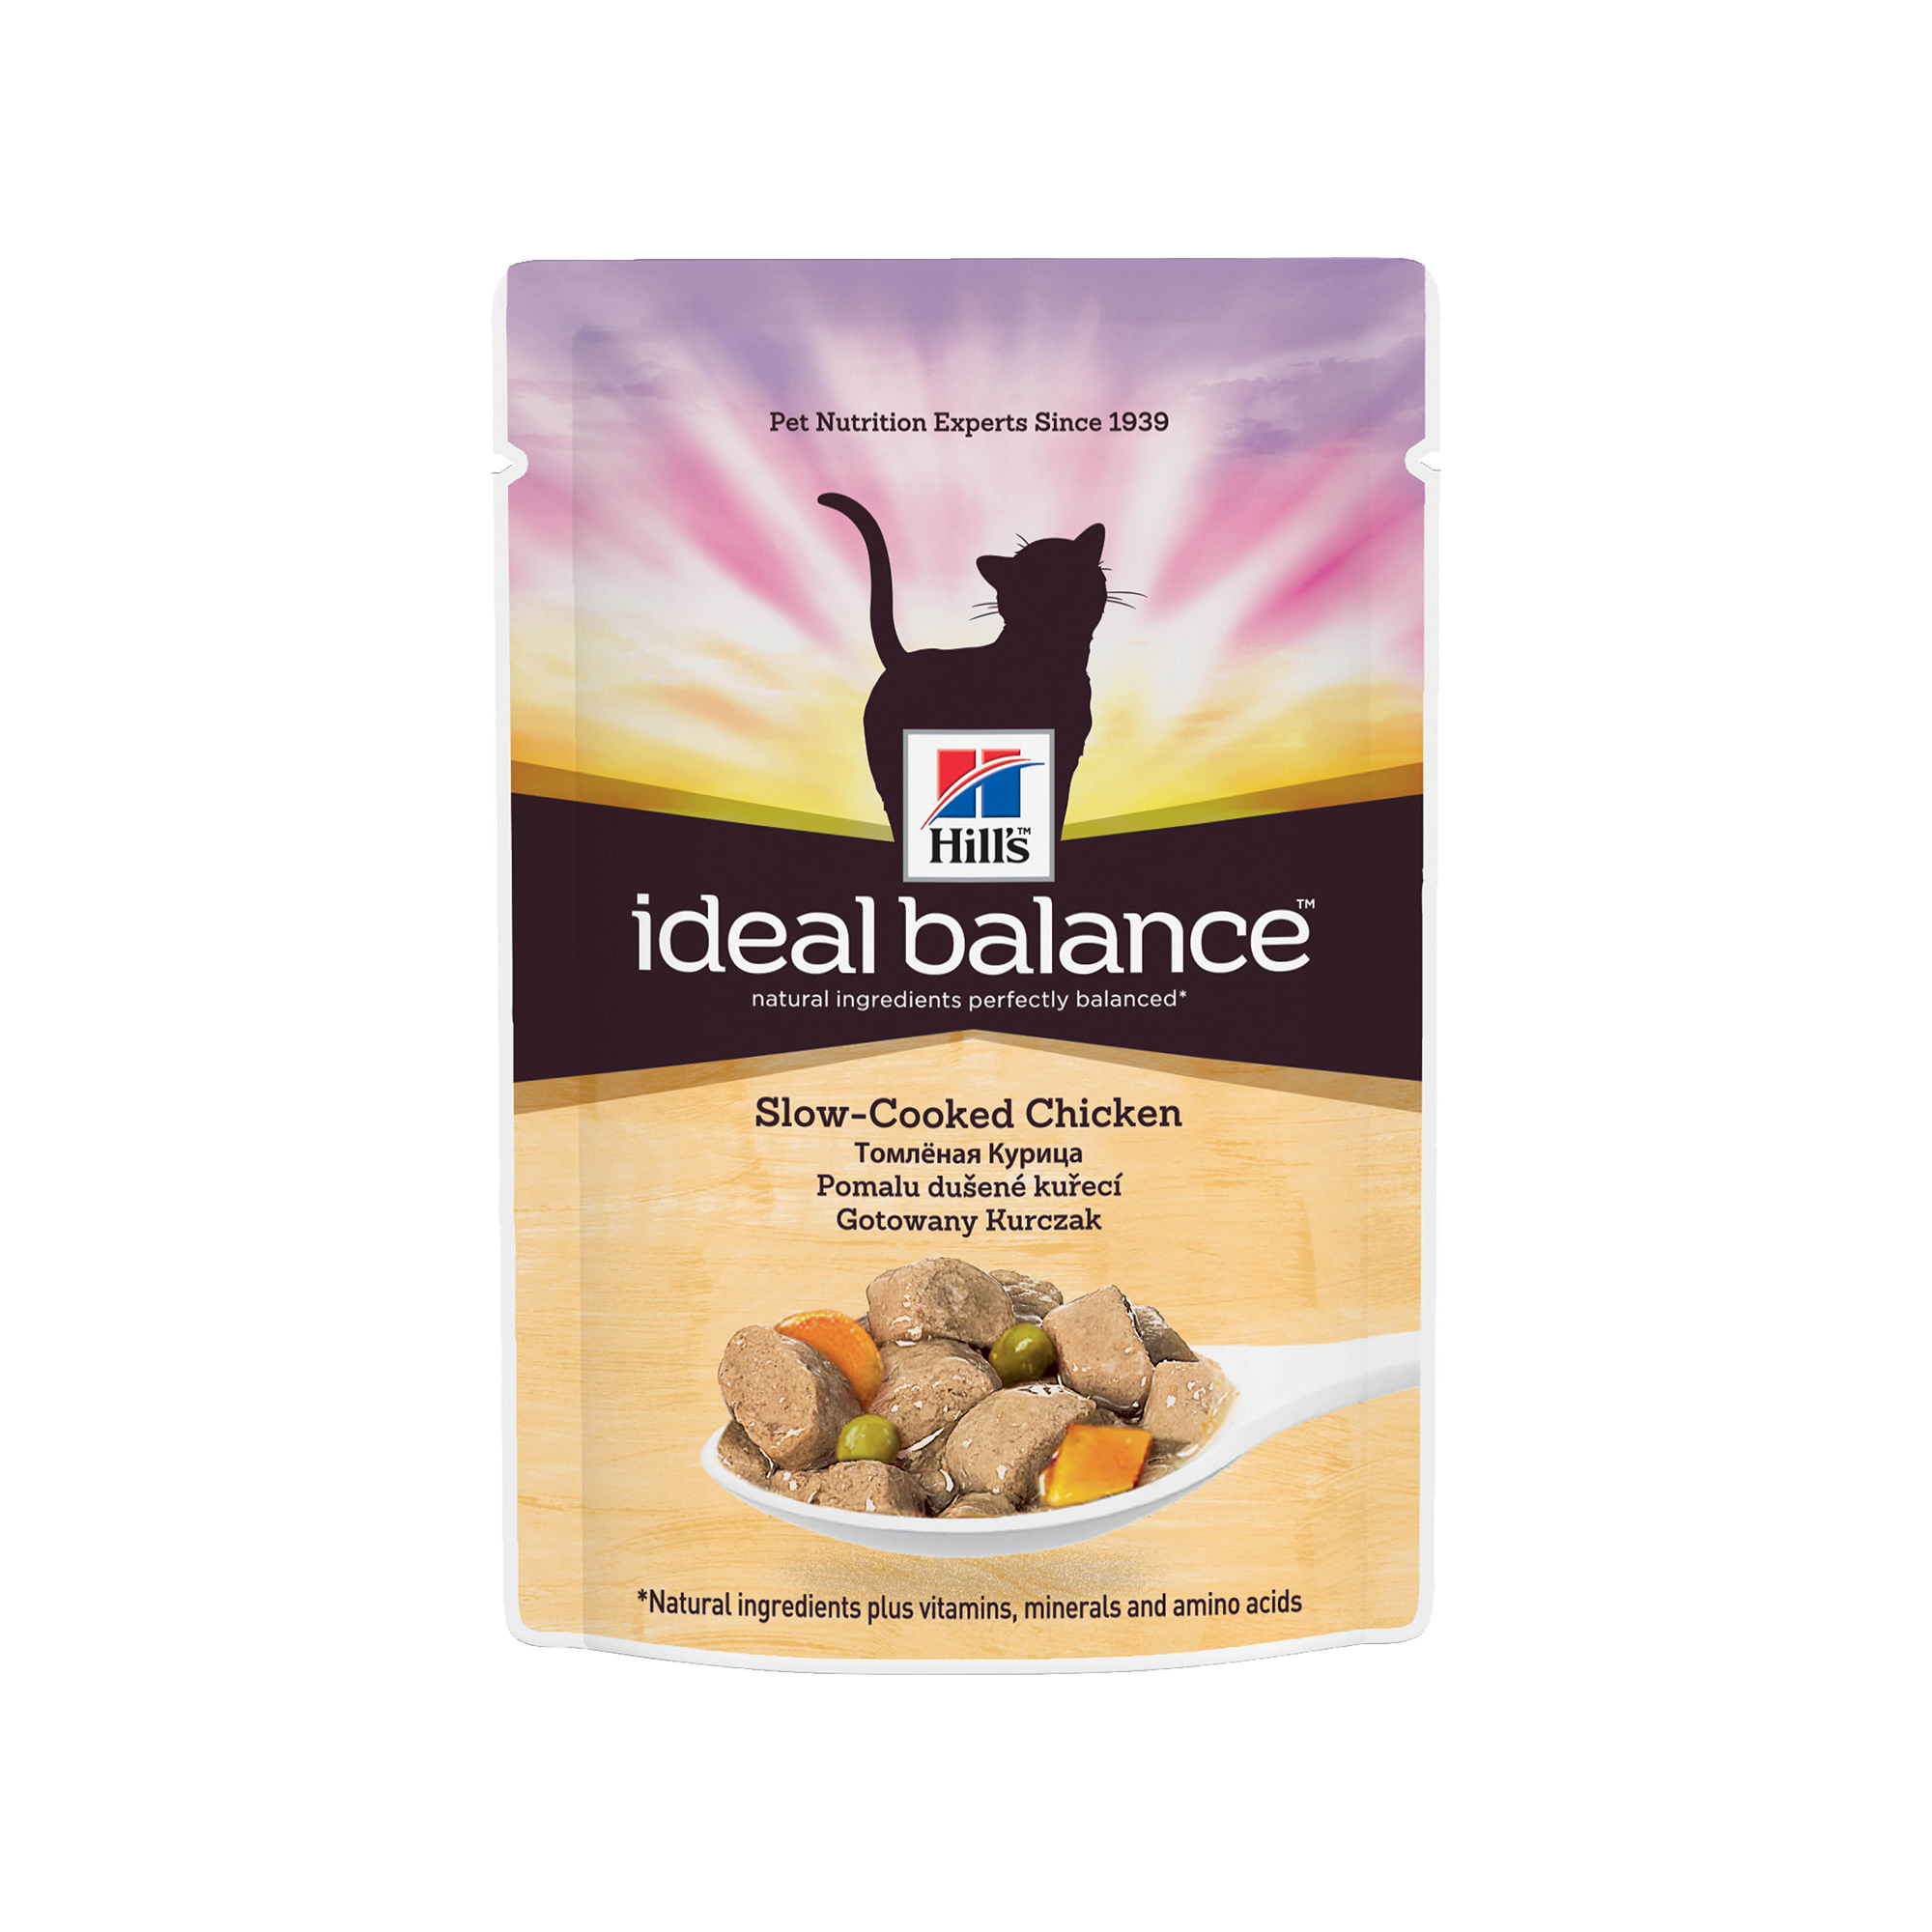 Pet Nutrition Experts Since 1939
Hill's™
ideal balance™
natural ingredients perfectly balanced*
Slow-Cooked Chicken
Томлёная Курица
Pomalu dušené kuřecí
Gotowany Kurczak
*Natural ingredients plus vitamins, minerals and amino acids